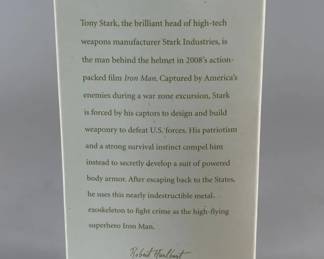 Tony Stark, the brilliant head of high-tech
weapons manufacturer Stark Industries, is
the man behind the helmet in 2008's action-
packed film Iron Man. Captured by America's
enemies during a war zone excursion, Stark
is forced by his captors to design and build
weaponry to defeat U.S. forces. His patriotism
and a strong survival instinct compel him
instead to secretly develop a suit of powered
body armor. After escaping back to the States,
he uses this nearly indestructible metal
exoskeleton to fight crime as the high-flying
superhero Iron Man.
Robert Hurlburt